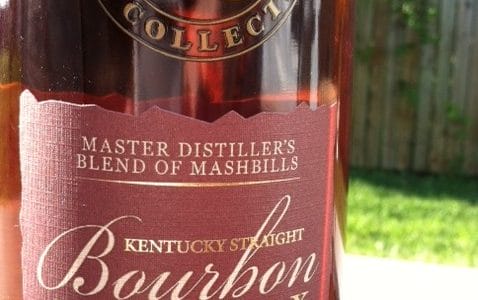 COLLECTI
MASTER DISTILLER'S
BLEND OF MASHBILLS
KENTUCKY STRAIGHT
Bourbon